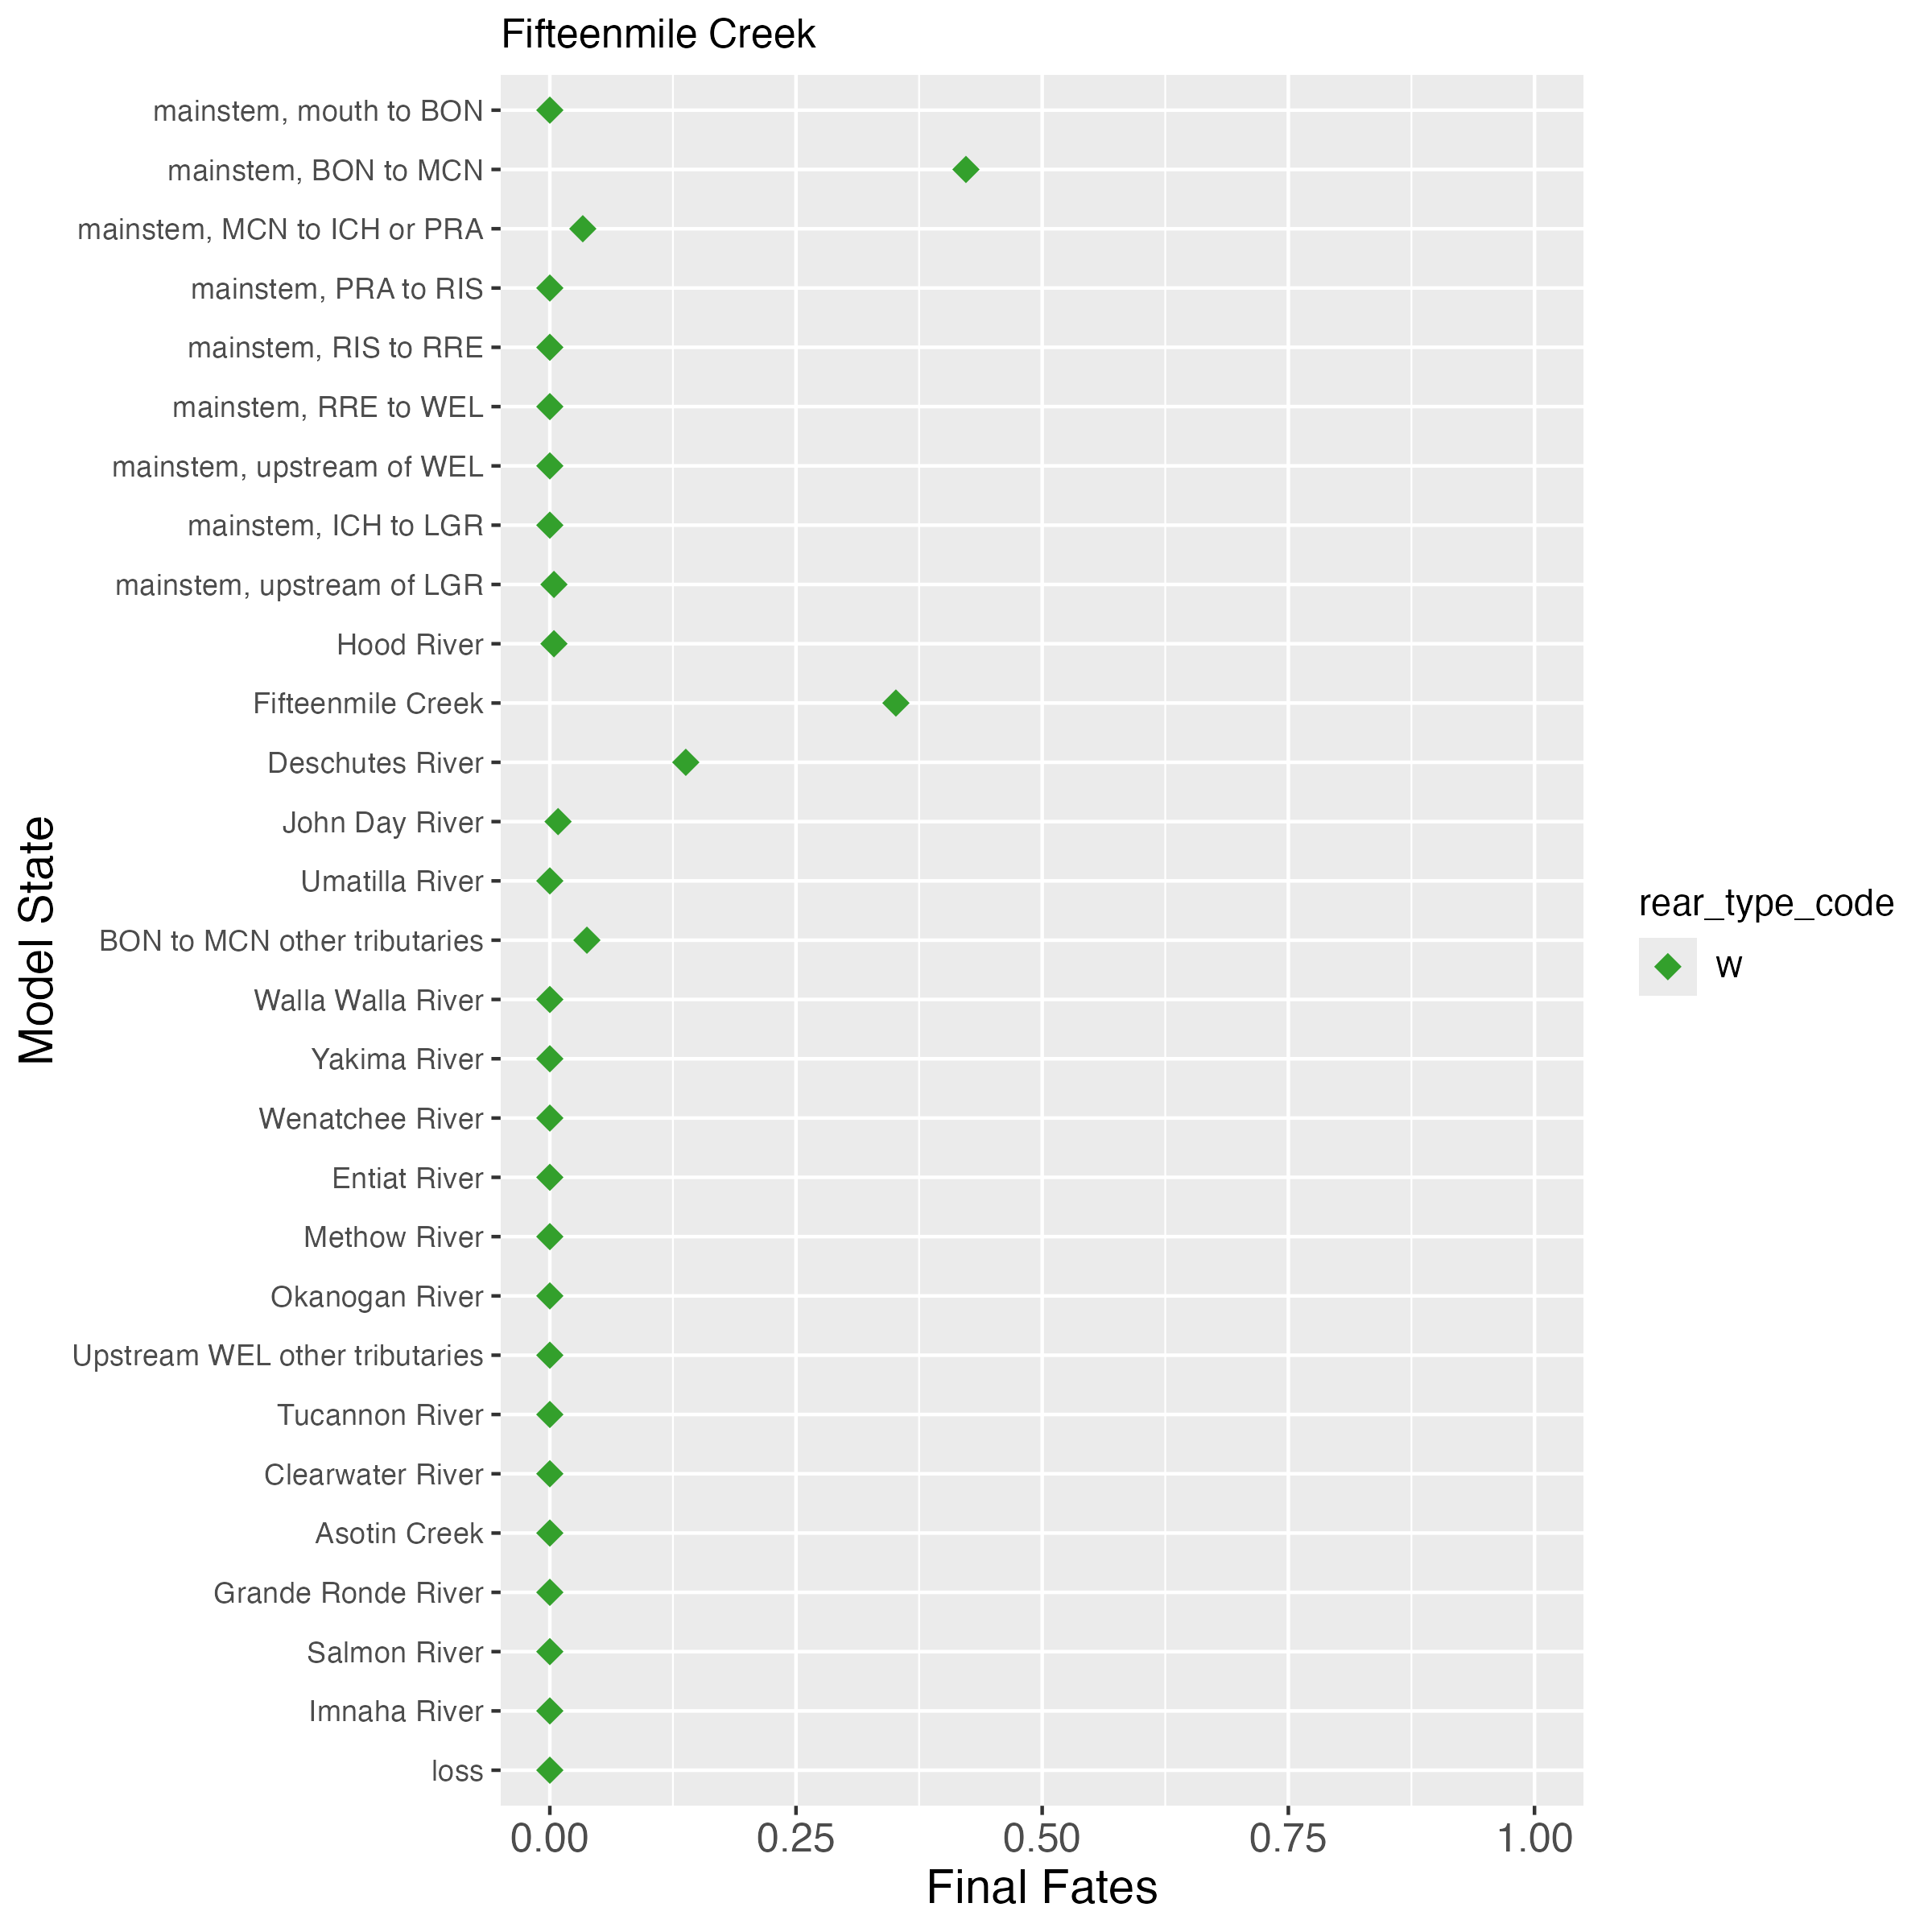 Fifteenmile Creek
mainstem, mouth to BON
mainstem, BON to MCN
mainstem, MCN to ICH or PRA
mainstem, PRA to RIS
mainstem, RIS to RRE
mainstem, RRE to WEL
mainstem, upstream of WEL
mainstem, ICH to LGR
mainstem, upstream of LGR
Hood River
Fifteenmile Creek
Deschutes River
John Day River
Umatilla River
BON to MCN other tributaries
Walla Walla River
Yakima River
Wenatchee River
Entiat River
Methow River
Okanogan River
Upstream WEL other tributaries
Tucannon River
Clearwater River
Asotin Creek
Grande Ronde River
Salmon River
Imnaha River
loss
Model State
0.00 0.25 0.50 0.75 1.00
Final Fates
rear_type_code
W